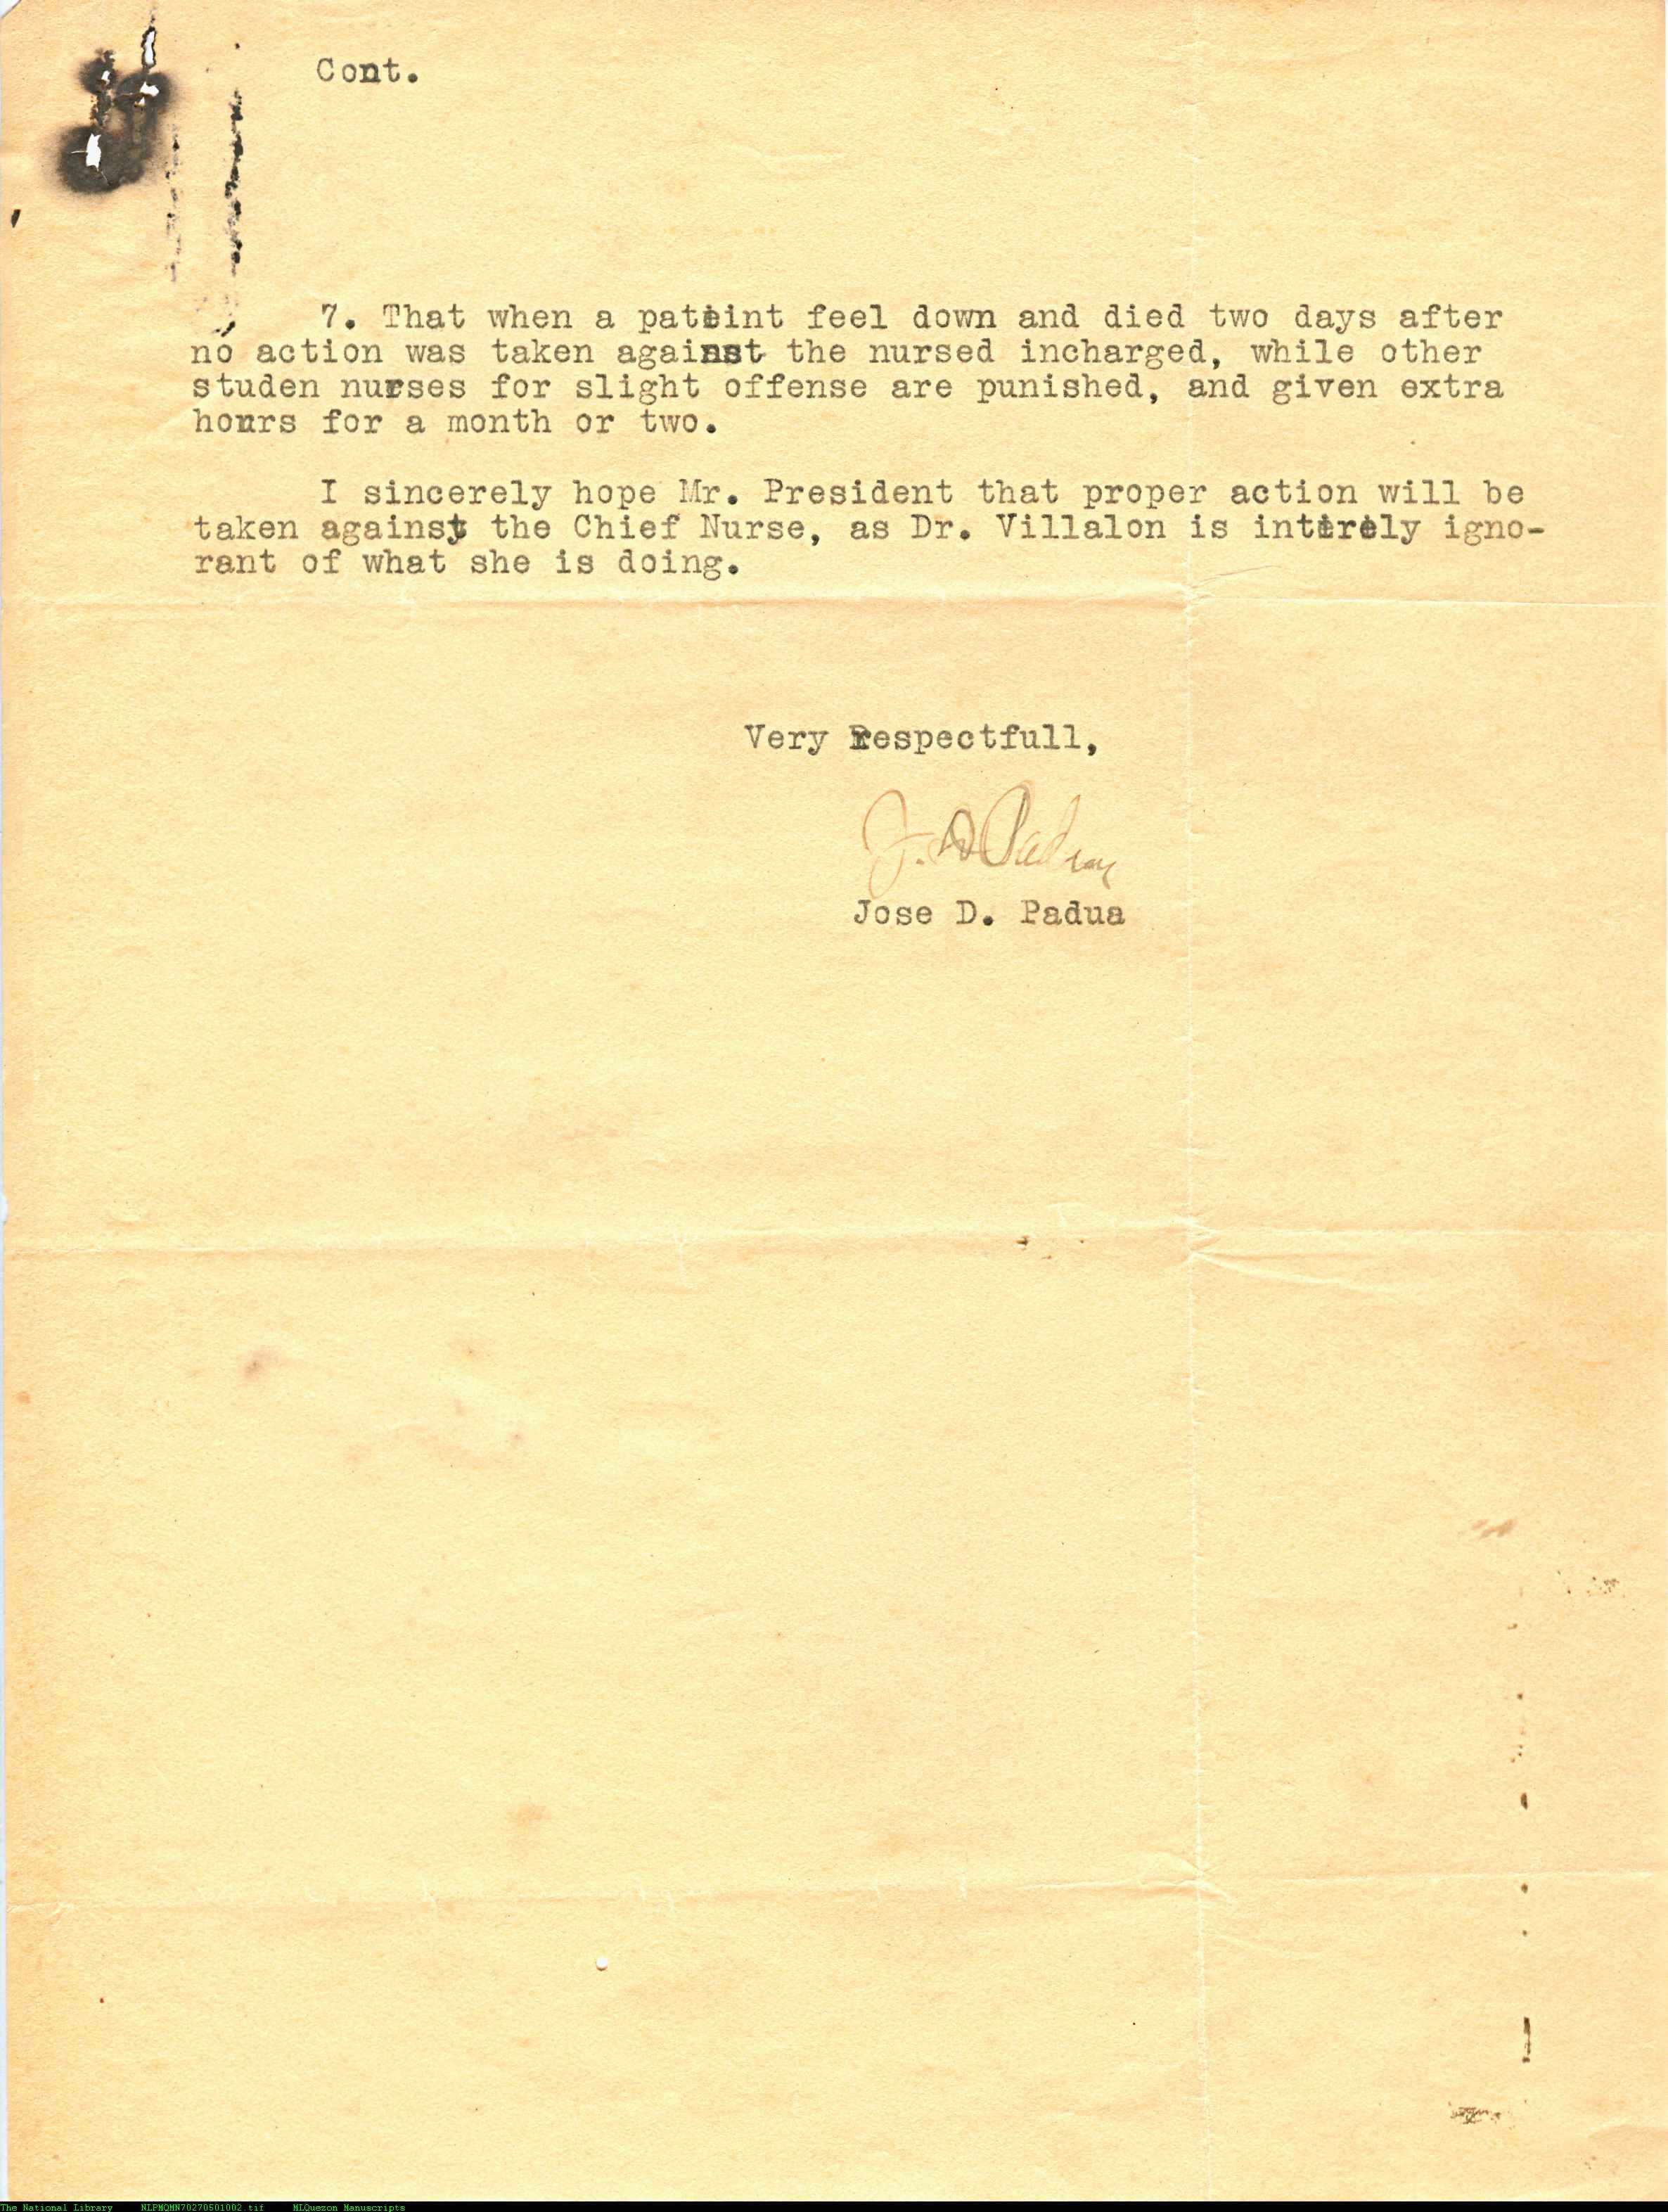 Cont.
7. That when a patiint feel down and died two days after
no action was taken against the nursed incharged, while other
studen nurses for slight offense are punished, and given extra
hours for a month or two.
I sincerely hope Mr. President that proper action will be
taken against the Chief Nurse, as Dr. Villalon is intirely igno-
rant of what she is doing.
Very respectfull,
J. D Padua
Jose D. Padua
The National Library NLPMQMN70270501002.tif MLQuezon Manuscripts